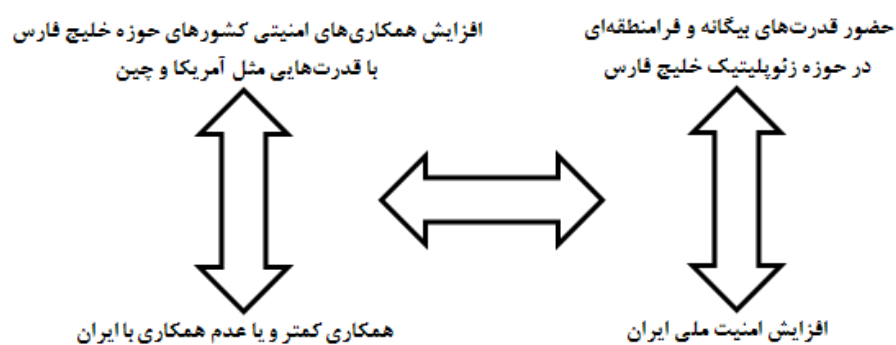 حضور قدرت‌های بیگانه و فرامنطقه‌ای
در حوزه ژئوپلیتیک خلیج فارس
افزایش همکاری‌های امنیتی کشورهای حوزه خلیج فارس
با قدرت‌هایی مثل آمریکا و چین
افزایش امنیت ملی ایران
همکاری کمتر و یا عدم همکاری با ایران